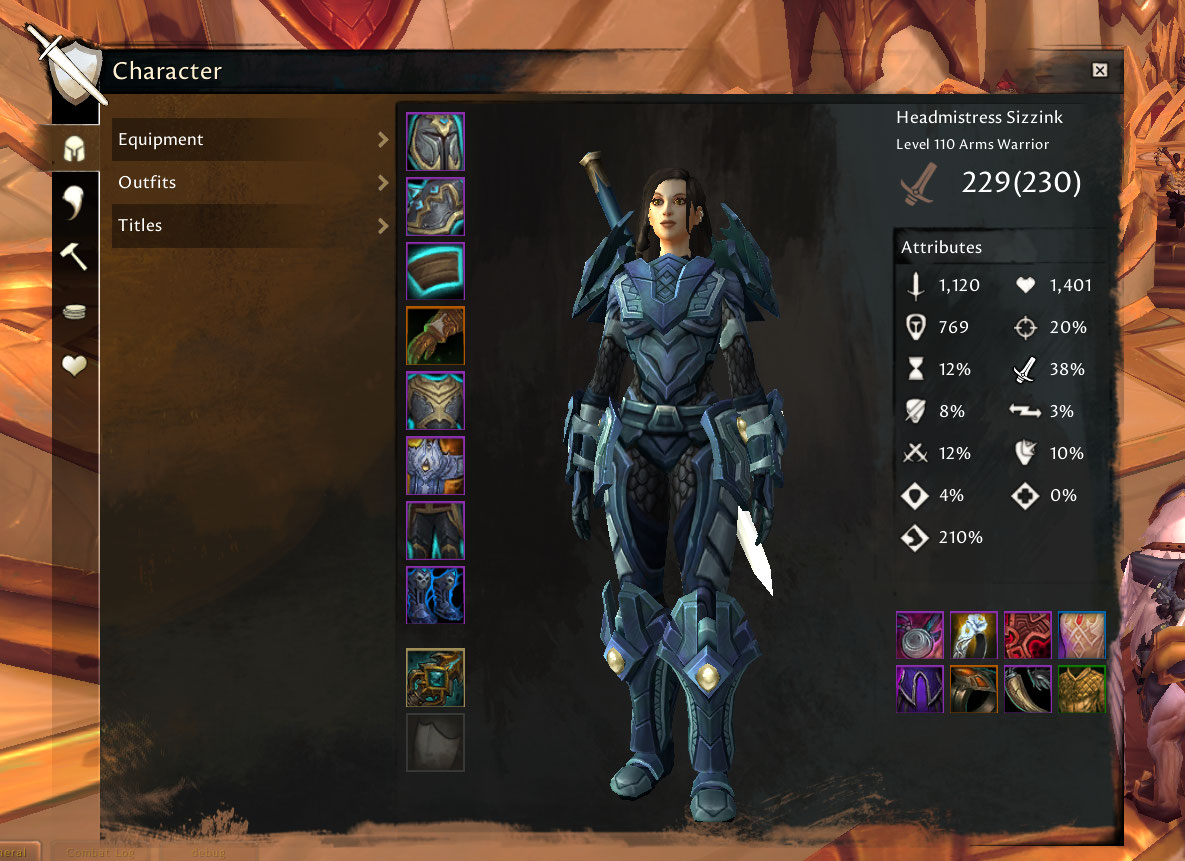 Character
Equipment
Outfits
Titles
Headmistress Sizzink
Level 110 Arms Warrior
229(230)
Attributes
1,120
1,401
769
20%
12%
38%
8%
3%
12%
10%
4%
0%
210%
Combat Log
debug